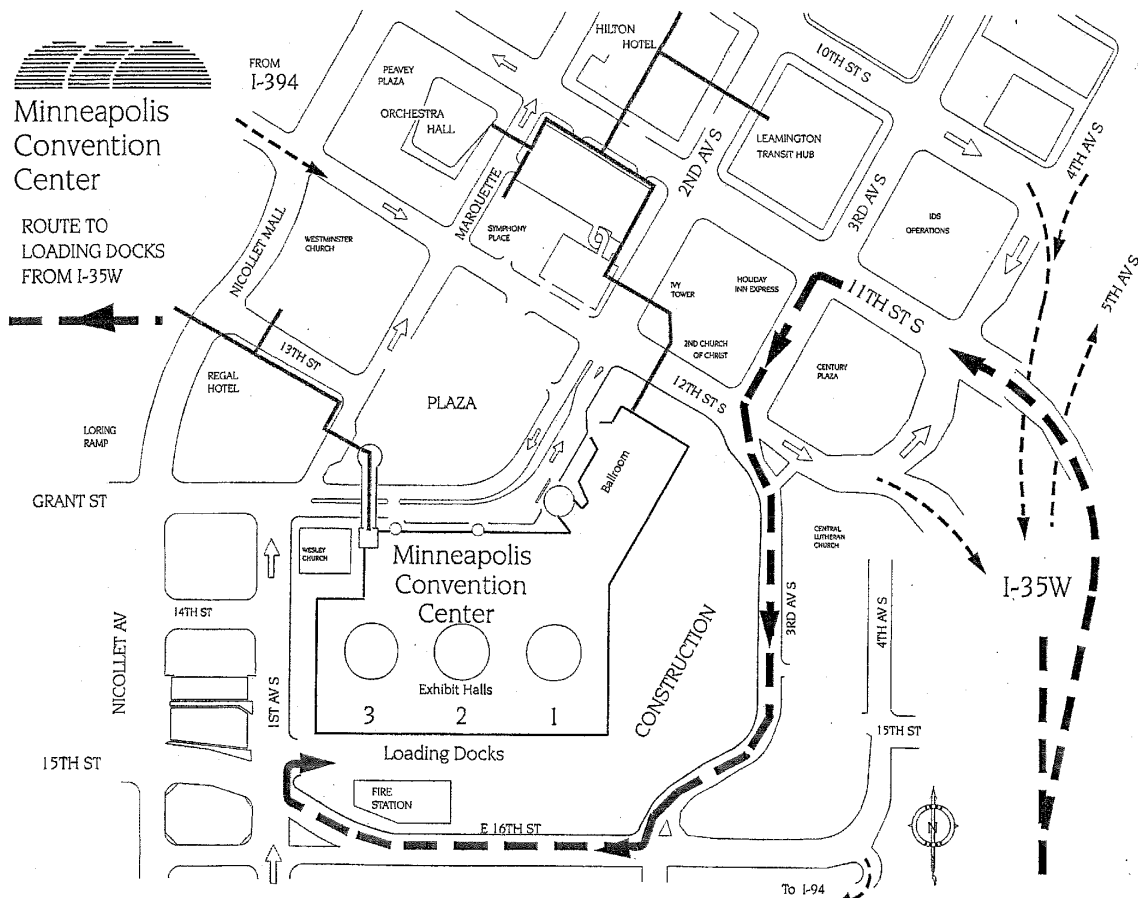 Minneapolis
Convention
Center
ROUTE TO
LOADING DOCKS
FROM I-35W
FROM
I-394
PEAVEY
PLAZA
ORCHESTRA
HALL
HILTON
HOTEL
10TH ST S
4TH AV S
LEAMINGTON
TRANSIT HUB
2ND AV S
3RD AV S
IDS
OPERATIONS
5TH AV S
MARQUETTE
SYMPHONY
PLACE
NICOLLET MALL
WESTMINSTER
CHURCH
IVY
TOWER
HOLIDAY
INN EXPRESS
11TH ST S
2ND CHURCH
OF CHRIST
12TH ST S
CENTURY
PLAZA
13TH ST
REGAL
HOTEL
PLAZA
LORING
RAMP
GRANT ST
Ballroom
WESLEY
CHURCH
Minneapolis
Convention
Center
CENTRAL
LUTHERAN
CHURCH
I-35W
14TH ST
NICOLLET AV
1ST AV S
Exhibit Halls
3 2 1
CONSTRUCTION
3RD AV S
4TH AV S
15TH ST
15TH ST
Loading Docks
FIRE
STATION
E 16TH ST
N
To I-94